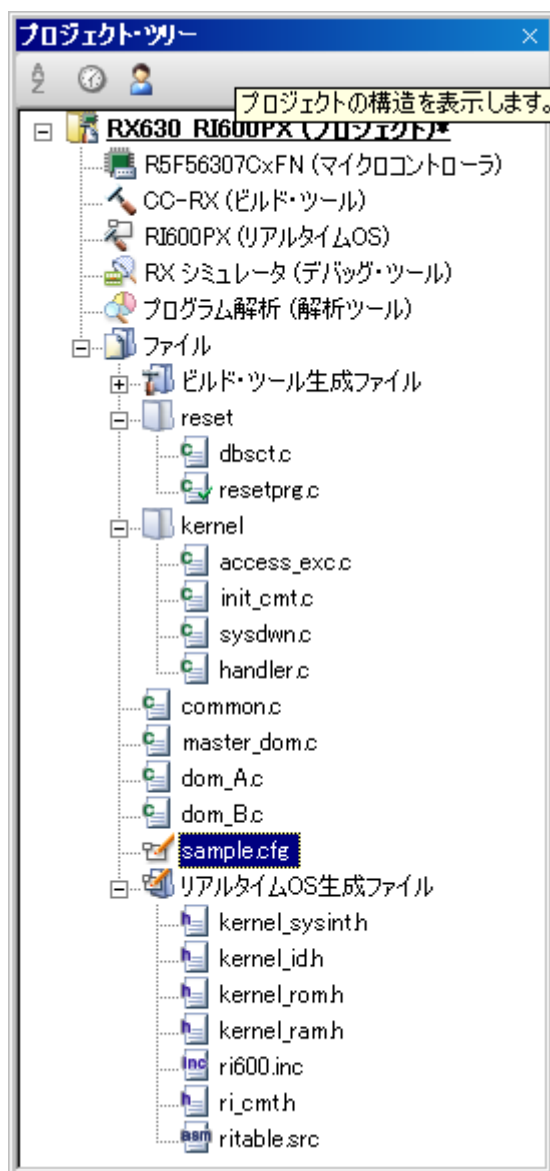 プロジェクト・ツリー
プロジェクトの構造を表示します。
RX630_RI600PX (プロジェクト)*
R5F56307CxFN (マイクロコントローラ)
CC-RX (ビルド・ツール)
RI600PX (リアルタイムOS)
RX シミュレータ (デバッグ・ツール)
プログラム解析 (解析ツール)
ファイル
ビルド・ツール生成ファイル
reset
dbsct.c
resetprg.c
kernel
access_exc.c
init_cmt.c
sysdwn.c
handler.c
common.c
master_dom.c
dom_A.c
dom_B.c
sample.cfg
リアルタイムOS生成ファイル
kernel_sysint.h
kernel_id.h
kernel_rom.h
kernel_ram.h
ri600.inc
ri_cmt.h
ritable.src